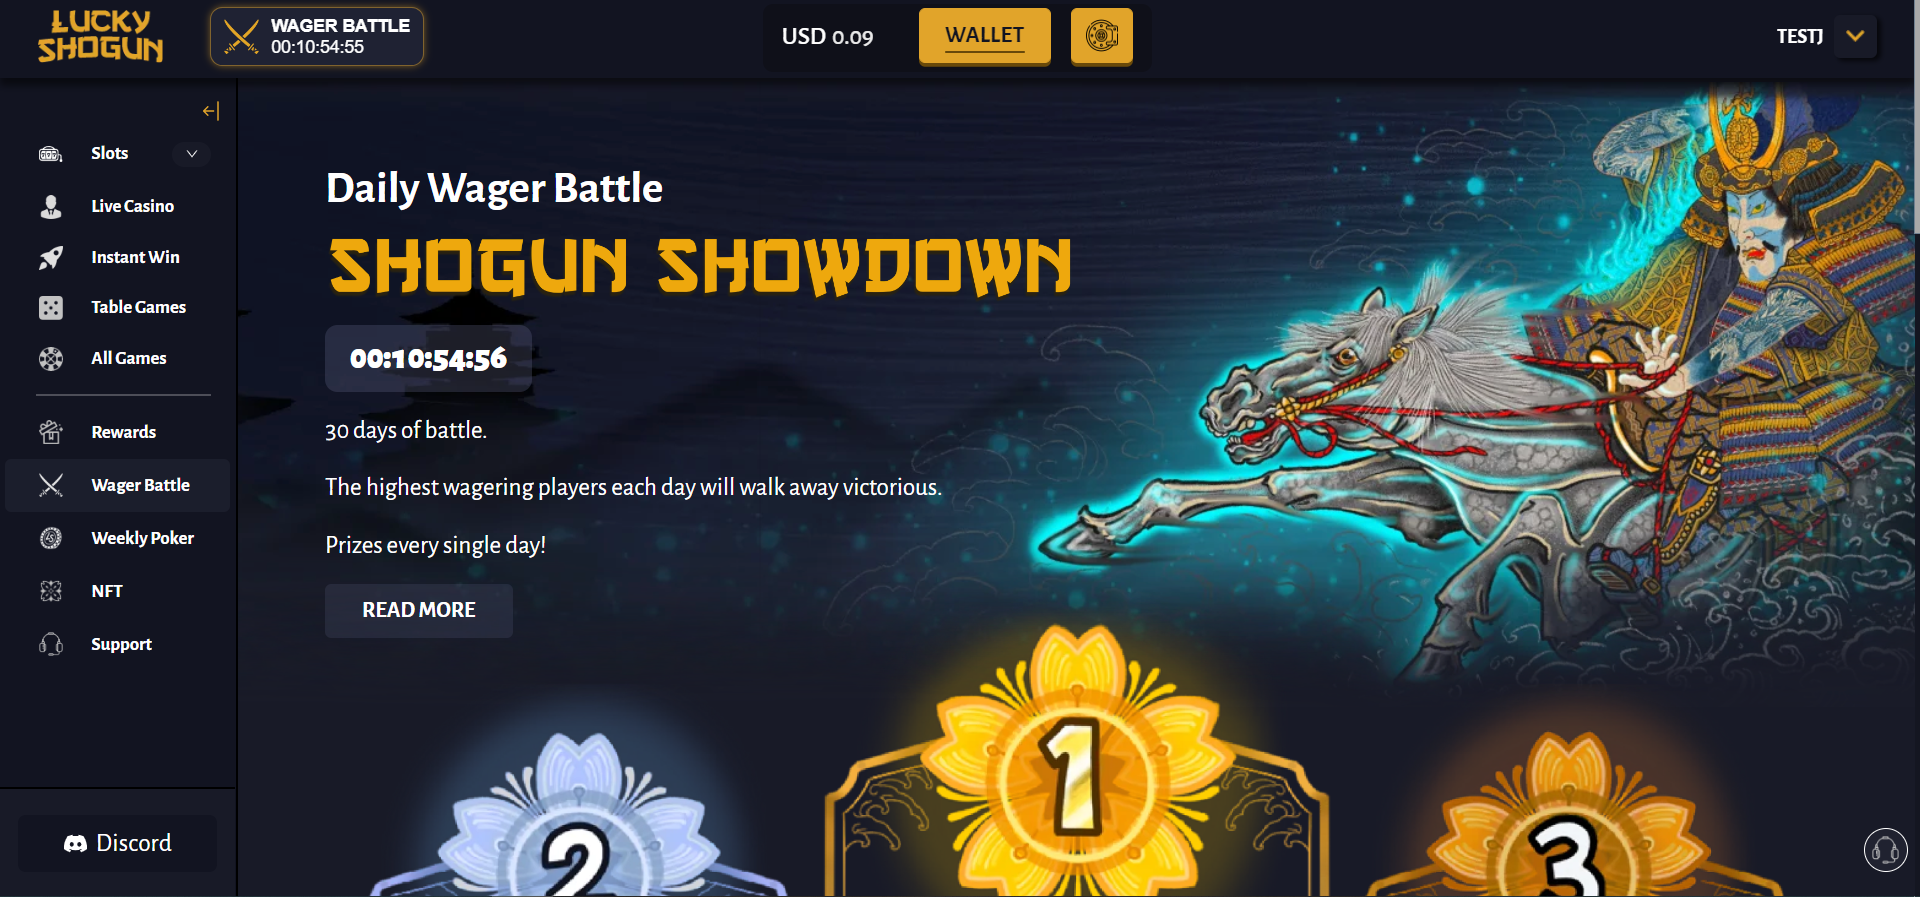 LUCKY
SHOGUN
WAGER BATTLE
00:10:54:55
USD 0.09
WALLET
TESTJ
Slots
Live Casino
Instant Win
Table Games
All Games
Rewards
Wager Battle
Weekly Poker
NFT
Support
Discord
Daily Wager Battle
SHOGUN SHOWDOWN
00:10:54:56
30 days of battle.
The highest wagering players each day will walk away victorious.
Prizes every single day!
READ MORE
2
1
3